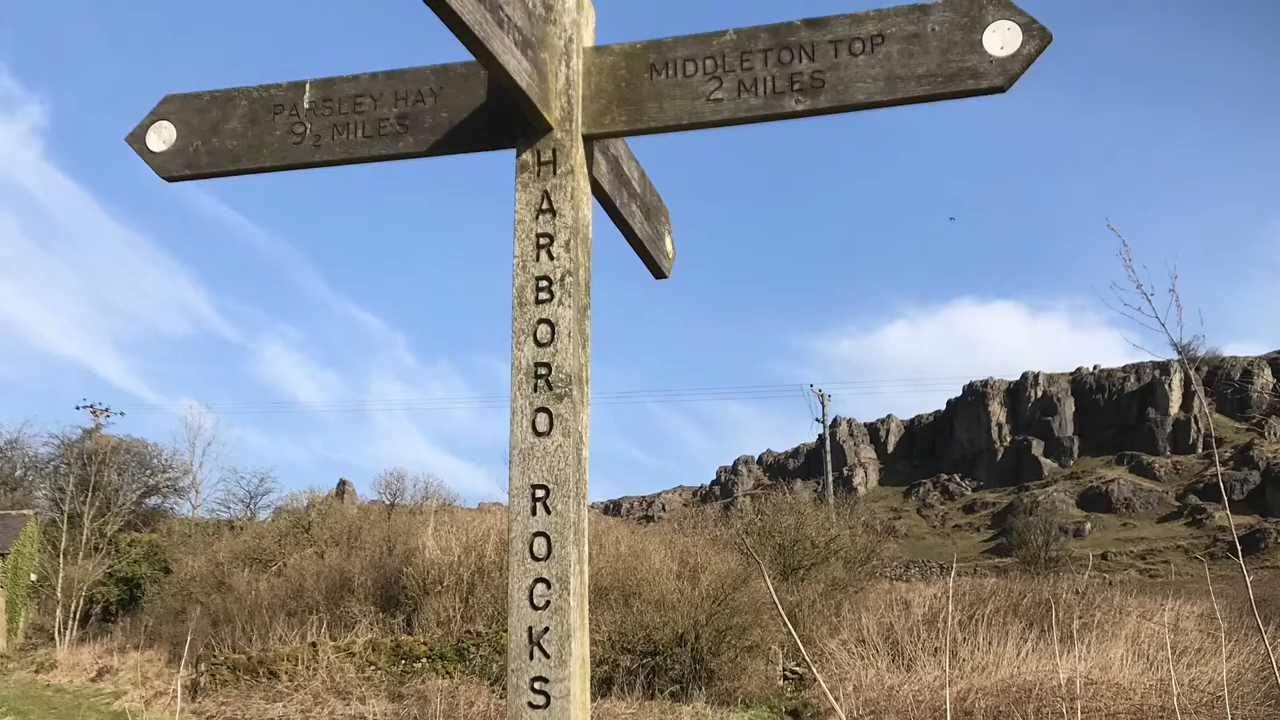 PARSLEY HAY
9½ MILES
MIDDLETON TOP
2 MILES
HARBORO ROCKS